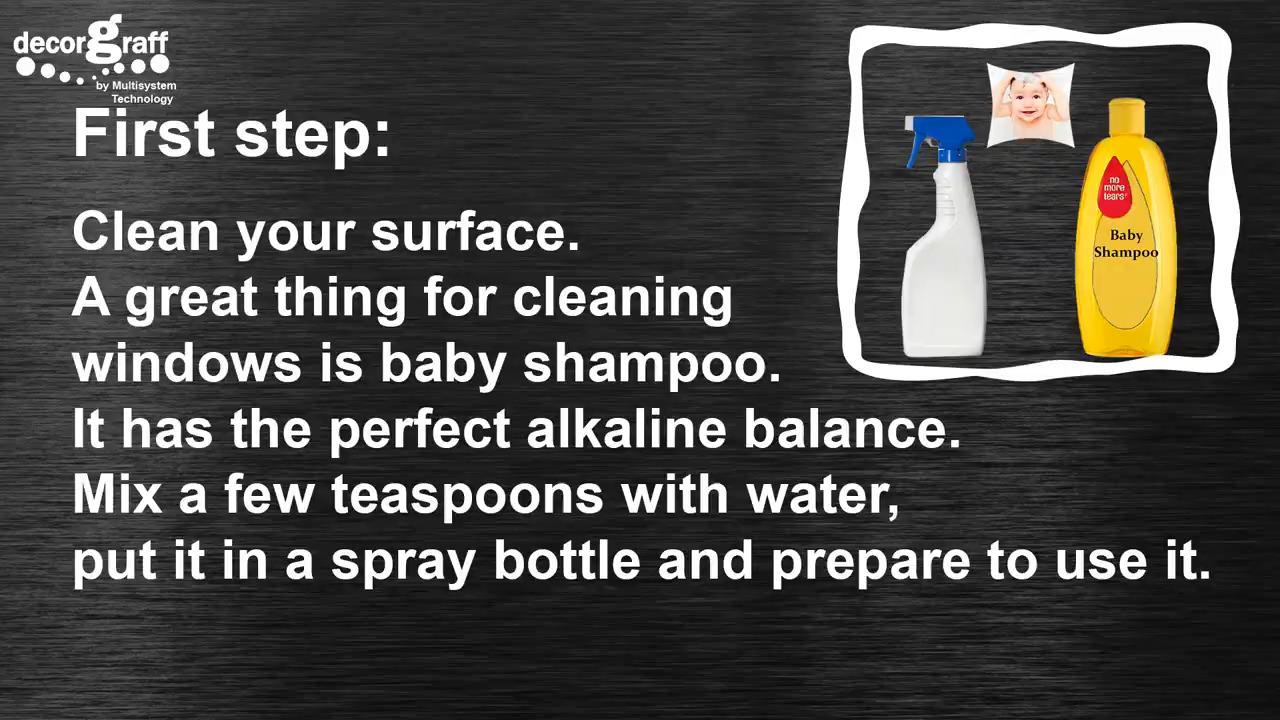 decorgraff
by Multisystem
Technology
First step:
Clean your surface.
A great thing for cleaning
windows is baby shampoo.
It has the perfect alkaline balance.
Mix a few teaspoons with water,
put it in a spray bottle and prepare to use it.
no
more
tears
Baby
Shampoo